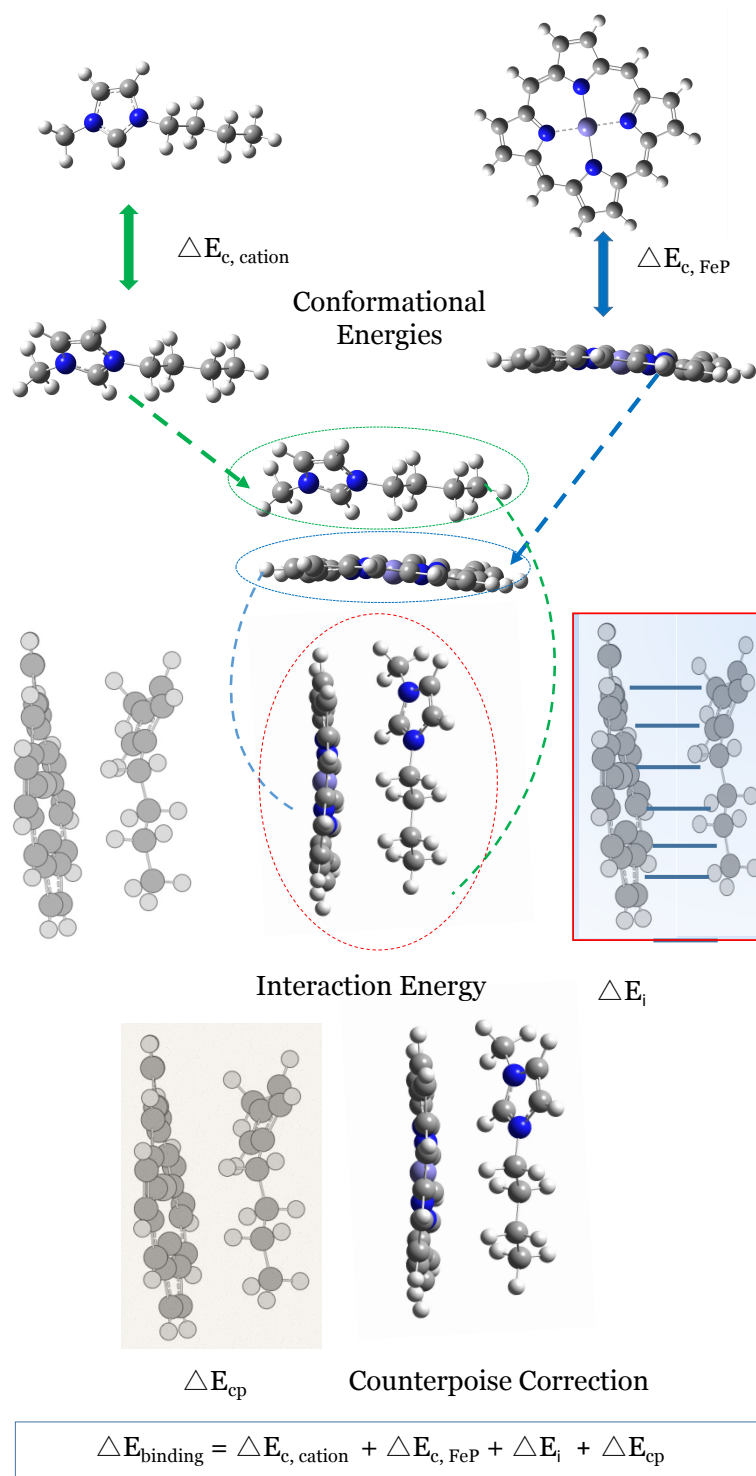 △E_c, cation
△E_c, FeP
Conformational
Energies
Interaction Energy
△E_i
△E_cp
Counterpoise Correction
△E_binding = △E_c, cation + △E_c, FeP + △E_i + △E_cp